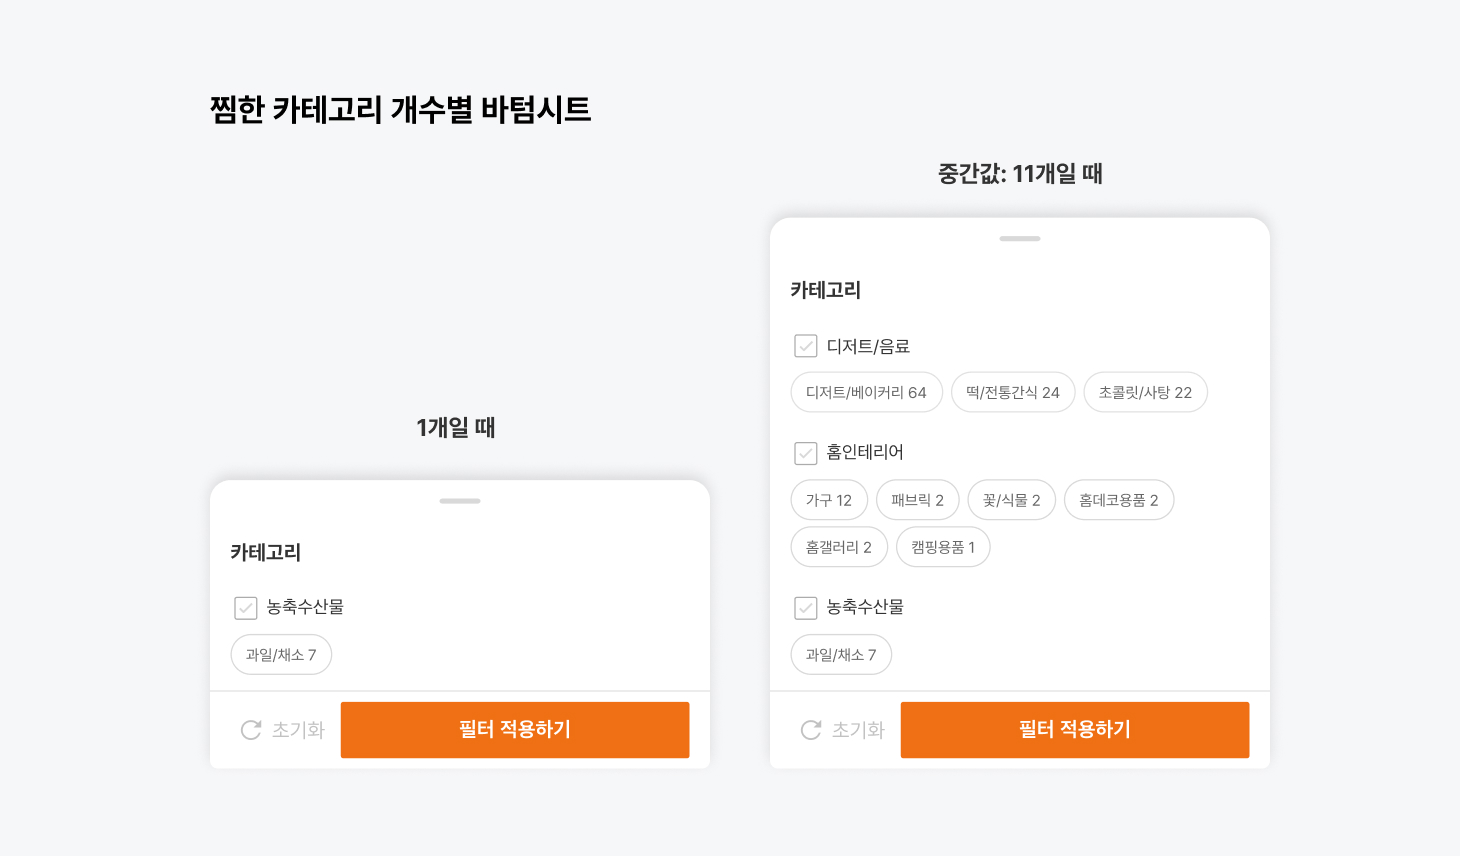 찜한 카테고리 개수별 바텀시트
1개일 때
카테고리
농축수산물
과일/채소 7
초기화
필터 적용하기
중간값: 11개일 때
카테고리
디저트/음료
디저트/베이커리 64 떡/전통간식 24 초콜릿/사탕 22
홈인테리어
가구 12 패브릭 2 꽃/식물 2 홈데코용품 2
홈갤러리 2 캠핑용품 1
농축수산물
과일/채소 7
초기화
필터 적용하기